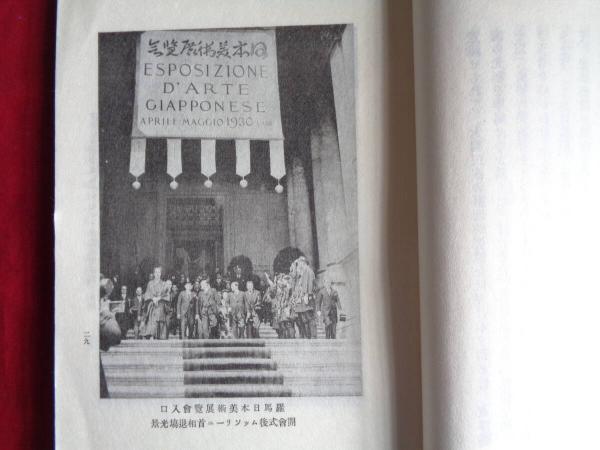 日本美術展覧会
ESPOSIZIONE
D'ARTE
GIAPPONESE
APRILE-MAGGIO 1930
羅馬日本美術展覽會入口
開會式後ムッソリーニ首相退塲光景
二九